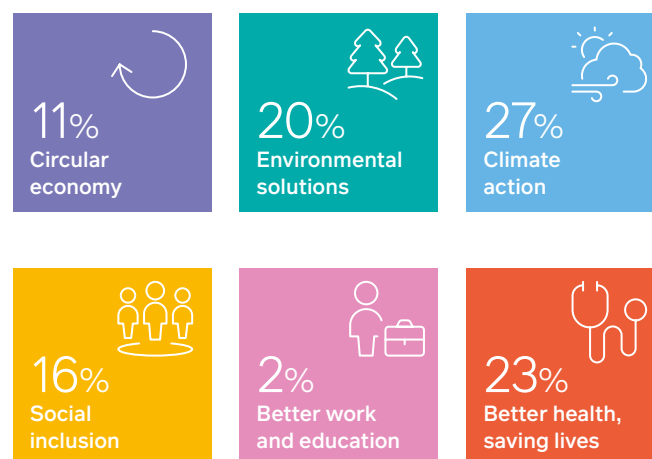 11%
Circular
economy
20%
Environmental
solutions
27%
Climate
action
16%
Social
inclusion
2%
Better work
and education
23%
Better health,
saving lives